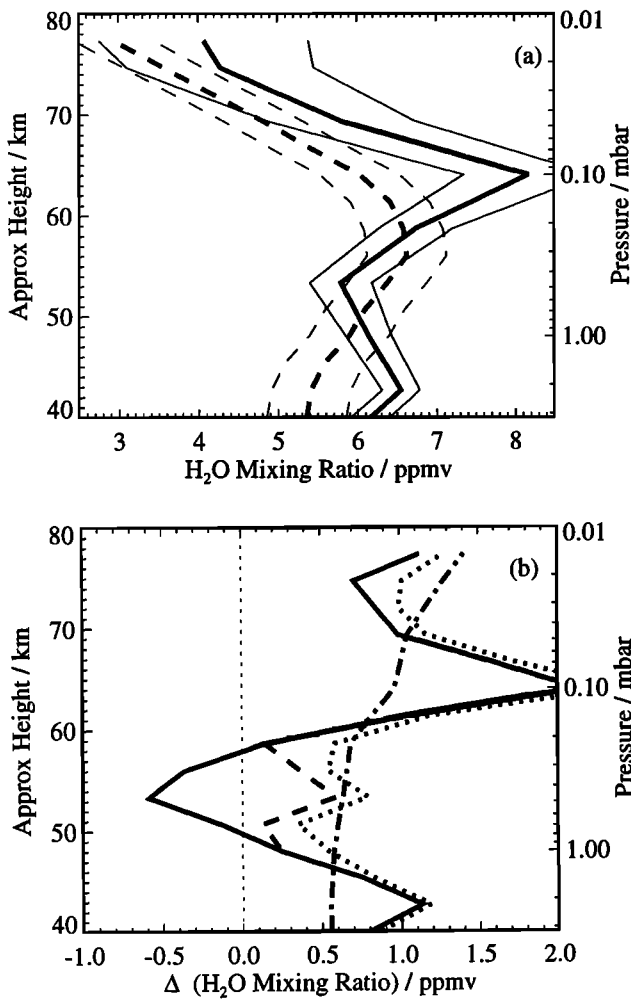 80
70
60
50
40
Approx Height / km
(a)
0.01
0.10
1.00
Pressure / mbar
3 4 5 6 7 8
H₂O Mixing Ratio / ppmv
80
70
60
50
40
Approx Height / km
(b)
0.01
0.10
1.00
Pressure / mbar
-1.0 -0.5 0.0 0.5 1.0 1.5 2.0
Δ (H₂O Mixing Ratio) / ppmv